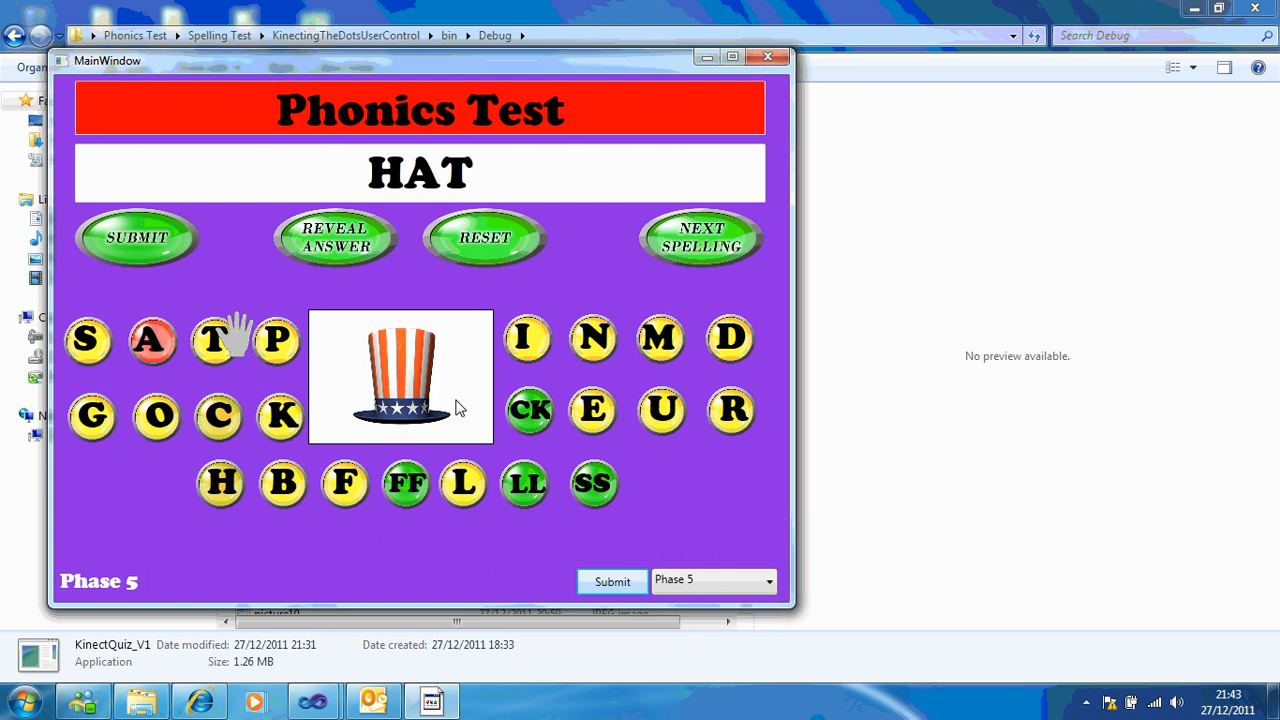 Phonics Test Spelling Test KinectingTheDotsUserControl bin Debug Search Debug
Organ
MainWindow
Phonics Test
HAT
SUBMIT
REVEAL ANSWER
RESET
NEXT SPELLING
S A T P I N M D
G O C K CK E U R
H B F FF L LL SS
No preview available.
Phase 5
Submit
Phase 5
KinectQuiz_V1 Date modified: 27/12/2011 21:31 Date created: 27/12/2011 18:33
Application Size: 1.26 MB
21:43
27/12/2011